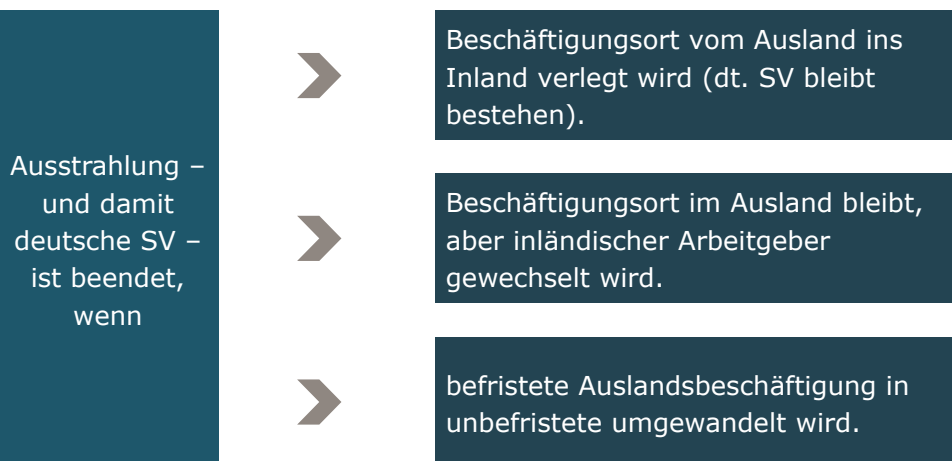 Ausstrahlung –
und damit
deutsche SV –
ist beendet,
wenn
Beschäftigungsort vom Ausland ins
Inland verlegt wird (dt. SV bleibt
bestehen).
Beschäftigungsort im Ausland bleibt,
aber inländischer Arbeitgeber
gewechselt wird.
befristete Auslandsbeschäftigung in
unbefristete umgewandelt wird.